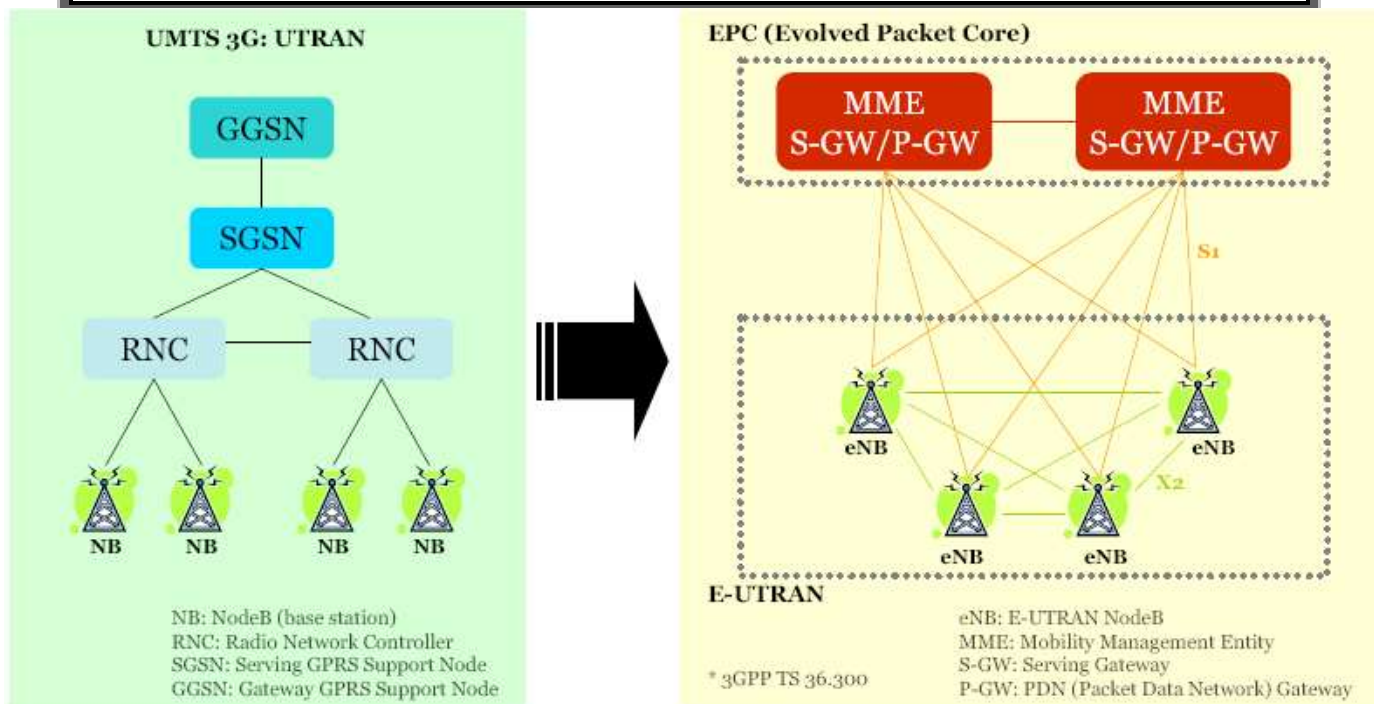 UMTS 3G: UTRAN
GGSN
SGSN
RNC
RNC
NB
NB
NB
NB
NB: NodeB (base station)
RNC: Radio Network Controller
SGSN: Serving GPRS Support Node
GGSN: Gateway GPRS Support Node
EPC (Evolved Packet Core)
MME
S-GW/P-GW
MME
S-GW/P-GW
S1
eNB
eNB
X2
eNB
eNB
E-UTRAN
* 3GPP TS 36.300
eNB: E-UTRAN NodeB
MME: Mobility Management Entity
S-GW: Serving Gateway
P-GW: PDN (Packet Data Network) Gateway